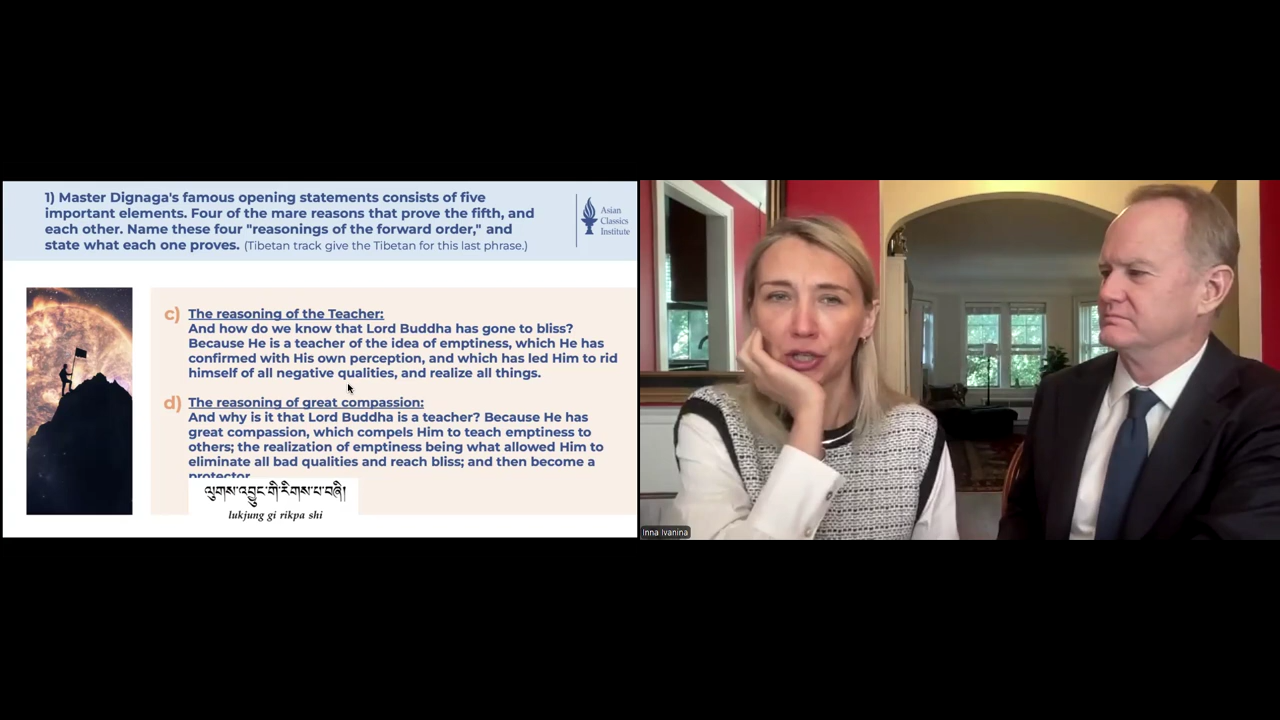 1) Master Dignaga's famous opening statements consists of five
important elements. Four of the mare reasons that prove the fifth, and
each other. Name these four "reasonings of the forward order," and
state what each one proves. (Tibetan track give the Tibetan for this last phrase.)
Asian
Classics
Institute
c) The reasoning of the Teacher:
And how do we know that Lord Buddha has gone to bliss?
Because He is a teacher of the idea of emptiness, which He has
confirmed with His own perception, and which has led Him to rid
himself of all negative qualities, and realize all things.
d) The reasoning of great compassion:
And why is it that Lord Buddha is a teacher? Because He has
great compassion, which compels Him to teach emptiness to
others; the realization of emptiness being what allowed Him to
eliminate all bad qualities and reach bliss; and then become a
protector
ལུགས་འབྱུང་གི་རིགས་པ་བཞི།
lukjung gi rikpa shi
Inna Ivanina